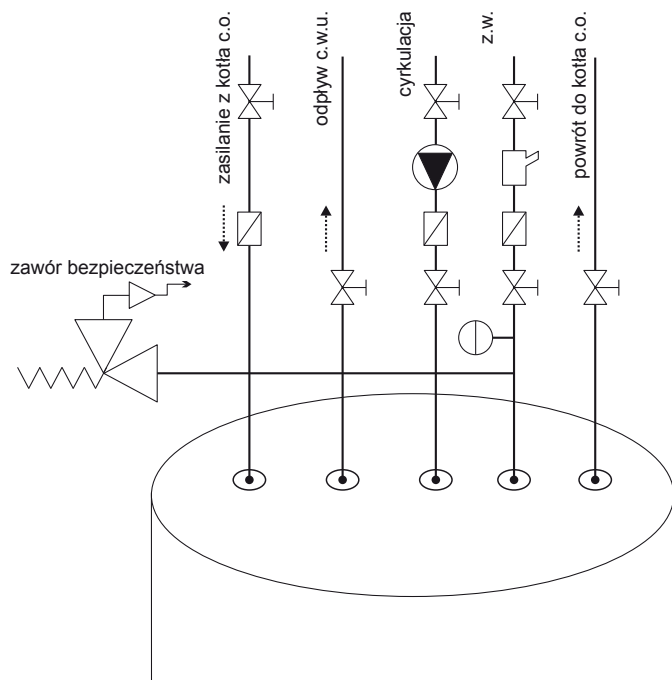 zasilanie z kotła c.o.
odpływ c.w.u.
cyrkulacja
z.w.
powrót do kotła c.o.
zawór bezpieczeństwa